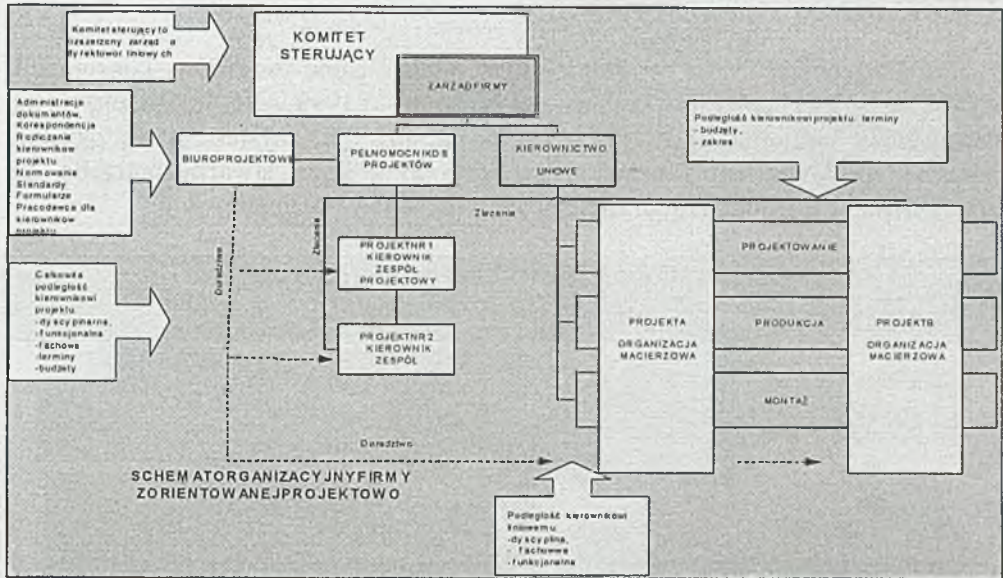 Komitet sterujący to
rozszerzony zarząd o
dyrektorów liniowych
KOMITET
STERUJĄCY
ZARZĄD FIRMY
Administracja
dokumentów,
Korespondencja
Rozliczanie
kierowników
projektu
Normowanie
Standardy
Formularze
Pracodawca dla
kierowników
projektu
BIURO PROJEKTOWE
PEŁNOMOCNIK DS
PROJEKTÓW
KIEROWNICTWO
LINIOWE
Podległość kierownikowi projektu: terminy
- budżety,
- zakres
Zlecenie
Zlecenie
Doradztwo
PROJEKT NR 1
KIEROWNIK
ZESPÓŁ
PROJEKTOWY
PROJEKT NR 2
KIEROWNIK
ZESPÓŁ
Całkowita
podległość
kierownikowi
projektu
-dyscyplinarna,
-funkcjonalna
-fachowa
-terminy
-budżety
PROJEKT A
ORGANIZACJA
MACIERZOWA
PROJEKTOWANIE
PRODUKCJA
MONTAŻ
PROJEKT B
ORGANIZACJA
MACIERZOWA
Doradztwo
SCHEMAT ORGANIZACYJNY FIRMY
ZORIENTOWANEJ PROJEKTOWO
Podległość kierownikowi
liniowemu
-dyscyplina,
- fachowa
-funkcjonalna